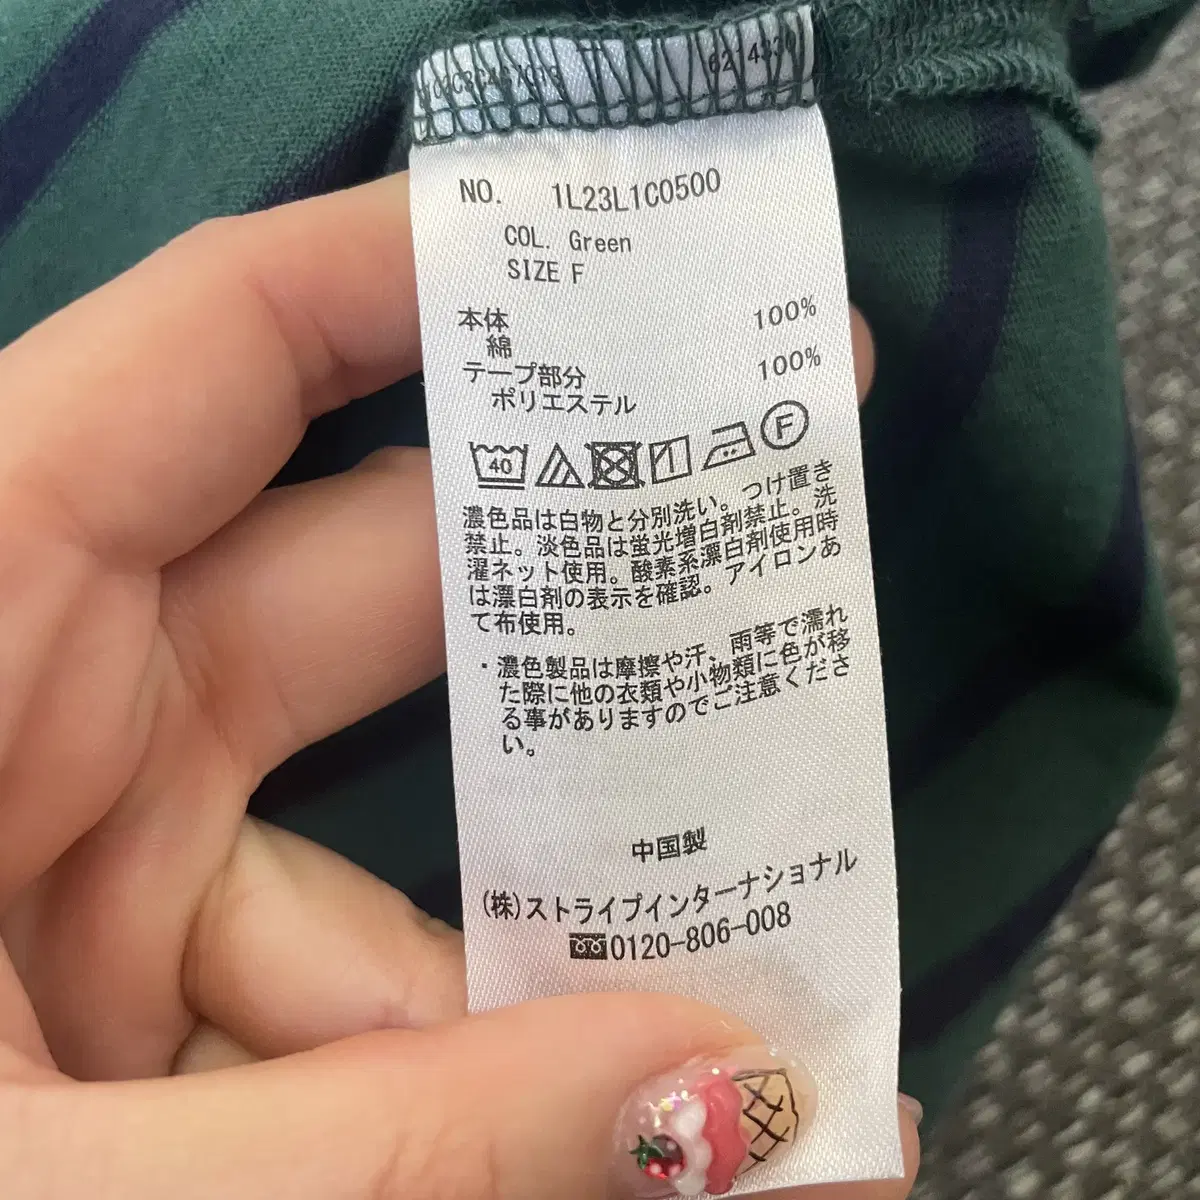 NO. 1L23L1C0500
COL. Green
SIZE F
本体 100%
綿
テープ部分 100%
ポリエステル
40 F
濃色品は白物と分別洗い。つけ置き
禁止。淡色品は蛍光増白剤禁止。洗
濯ネット使用。酸素系漂白剤使用時
は漂白剤の表示を確認。アイロンあ
て布使用。
・濃色製品は摩擦や汗、雨等で濡れ
た際に他の衣類や小物類に色が移
る事がありますのでご注意くださ
い。
中国製
(株)ストライプインターナショナル
0120-806-008